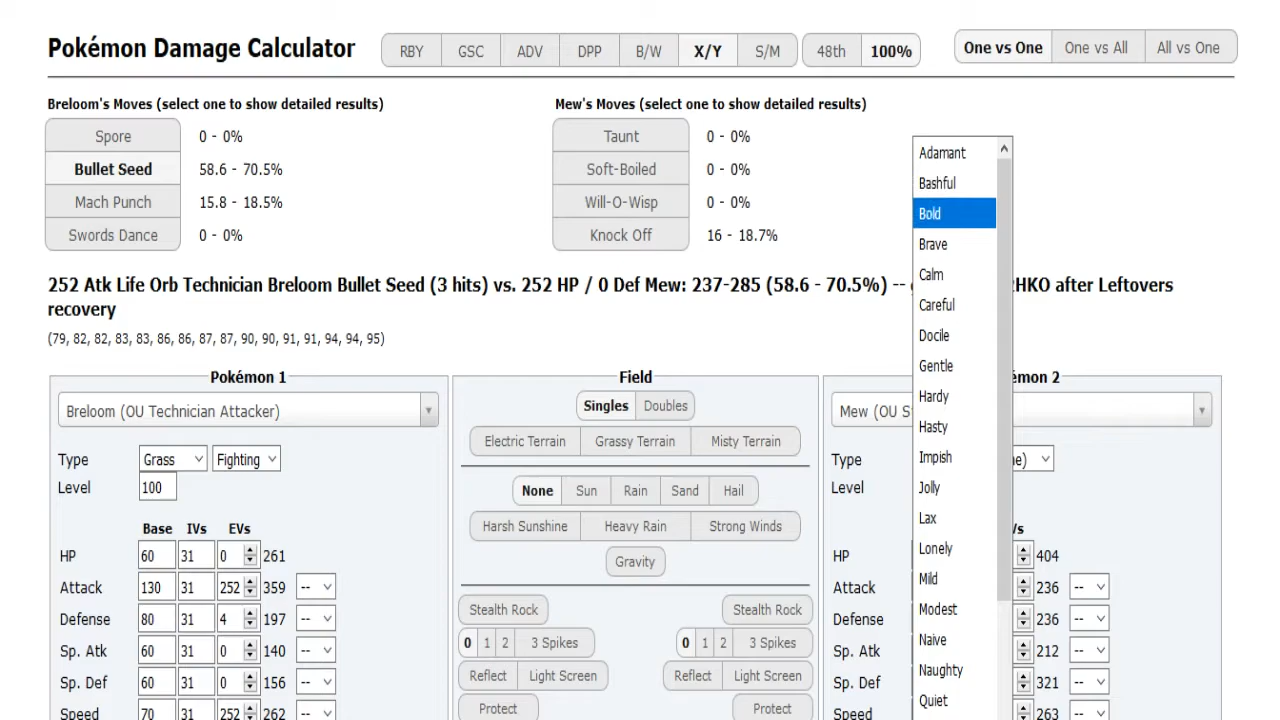 Pokémon Damage Calculator
RBY GSC ADV DPP B/W X/Y S/M 48th 100%
One vs One One vs All All vs One
Breloom's Moves (select one to show detailed results)
Spore 0 - 0%
Bullet Seed 58.6 - 70.5%
Mach Punch 15.8 - 18.5%
Swords Dance 0 - 0%
Mew's Moves (select one to show detailed results)
Taunt 0 - 0%
Soft-Boiled 0 - 0%
Will-O-Wisp 0 - 0%
Knock Off 16 - 18.7%
252 Atk Life Orb Technician Breloom Bullet Seed (3 hits) vs. 252 HP / 0 Def Mew: 237-285 (58.6 - 70.5%) -- 2HKO after Leftovers
recovery
(79, 82, 82, 83, 83, 86, 86, 87, 87, 90, 90, 91, 91, 94, 94, 95)
Pokémon 1
Breloom (OU Technician Attacker)
Type Grass Fighting
Level 100
Base IVs EVs
HP 60 31 0 261
Attack 130 31 252 359 --
Defense 80 31 4 197 --
Sp. Atk 60 31 0 140 --
Sp. Def 60 31 0 156 --
Speed 70 31 252 262 --
Field
Singles Doubles
Electric Terrain Grassy Terrain Misty Terrain
None Sun Rain Sand Hail
Harsh Sunshine Heavy Rain Strong Winds
Gravity
Stealth Rock Stealth Rock
0 1 2 3 Spikes 0 1 2 3 Spikes
Reflect Light Screen Reflect Light Screen
Protect Protect
émon 2
Mew (OU S
Type e)
Level
Vs
HP 404
Attack 236 --
Defense 236 --
Sp. Atk 212 --
Sp. Def 321 --
Speed 263 --
Adamant
Bashful
Bold
Brave
Calm
Careful
Docile
Gentle
Hardy
Hasty
Impish
Jolly
Lax
Lonely
Mild
Modest
Naive
Naughty
Quiet